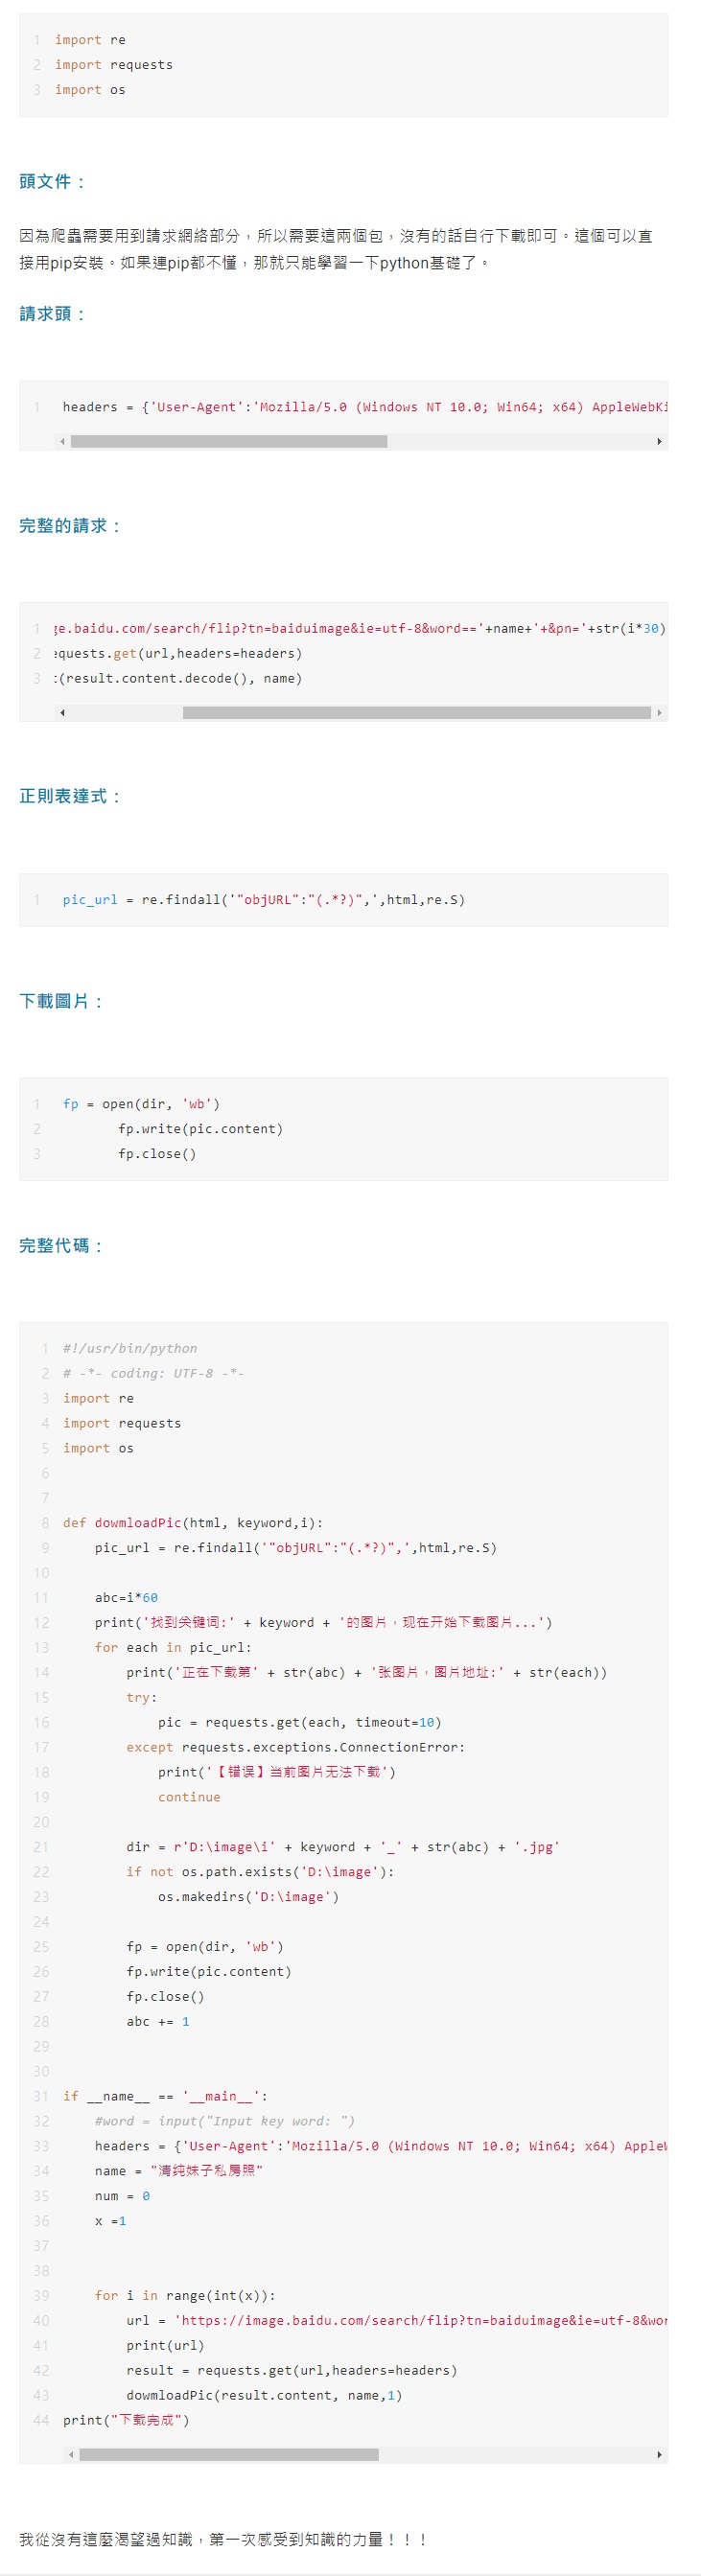 1 import re
2 import requests
3 import os
頭文件：
因為爬蟲需要用到請求網絡部分，所以需要這兩個包，沒有的話自行下載即可。這個可以直
接用pip安裝。如果連pip都不懂，那就只能學習一下python基礎了。
請求頭：
1 headers = {'User-Agent':'Mozilla/5.0 (Windows NT 10.0; Win64; x64) AppleWebKi
完整的請求：
1 ge.baidu.com/search/flip?tn=baiduimage&ie=utf-8&word=='+name+'+&pn='+str(i*30)
2 equests.get(url,headers=headers)
3 :(result.content.decode(), name)
正則表達式：
1 pic_url = re.findall('"objURL":"(.*?)",',html,re.S)
下載圖片：
1 fp = open(dir, 'wb')
2 fp.write(pic.content)
3 fp.close()
完整代碼：
1 #!/usr/bin/python
2 # -*- coding: UTF-8 -*-
3 import re
4 import requests
5 import os
6
7
8 def dowmloadPic(html, keyword,i):
9 pic_url = re.findall('"objURL":"(.*?)",',html,re.S)
10
11 abc=i*60
12 print('找到关键词:' + keyword + '的图片，现在开始下载图片...')
13 for each in pic_url:
14 print('正在下载第' + str(abc) + '张图片，图片地址:' + str(each))
15 try:
16 pic = requests.get(each, timeout=10)
17 except requests.exceptions.ConnectionError:
18 print('【错误】当前图片无法下载')
19 continue
20
21 dir = r'D:\image\i' + keyword + '_' + str(abc) + '.jpg'
22 if not os.path.exists('D:\image'):
23 os.makedirs('D:\image')
24
25 fp = open(dir, 'wb')
26 fp.write(pic.content)
27 fp.close()
28 abc += 1
29
30
31 if __name__ == '__main__':
32 #word = input("Input key word: ")
33 headers = {'User-Agent':'Mozilla/5.0 (Windows NT 10.0; Win64; x64) AppleW
34 name = "清纯妹子私房照"
35 num = 0
36 x =1
37
38
39 for i in range(int(x)):
40 url = 'https://image.baidu.com/search/flip?tn=baiduimage&ie=utf-8&wor
41 print(url)
42 result = requests.get(url,headers=headers)
43 dowmloadPic(result.content, name,1)
44 print("下载完成")
我從沒有這麼渴望過知識，第一次感受到知識的力量！！！